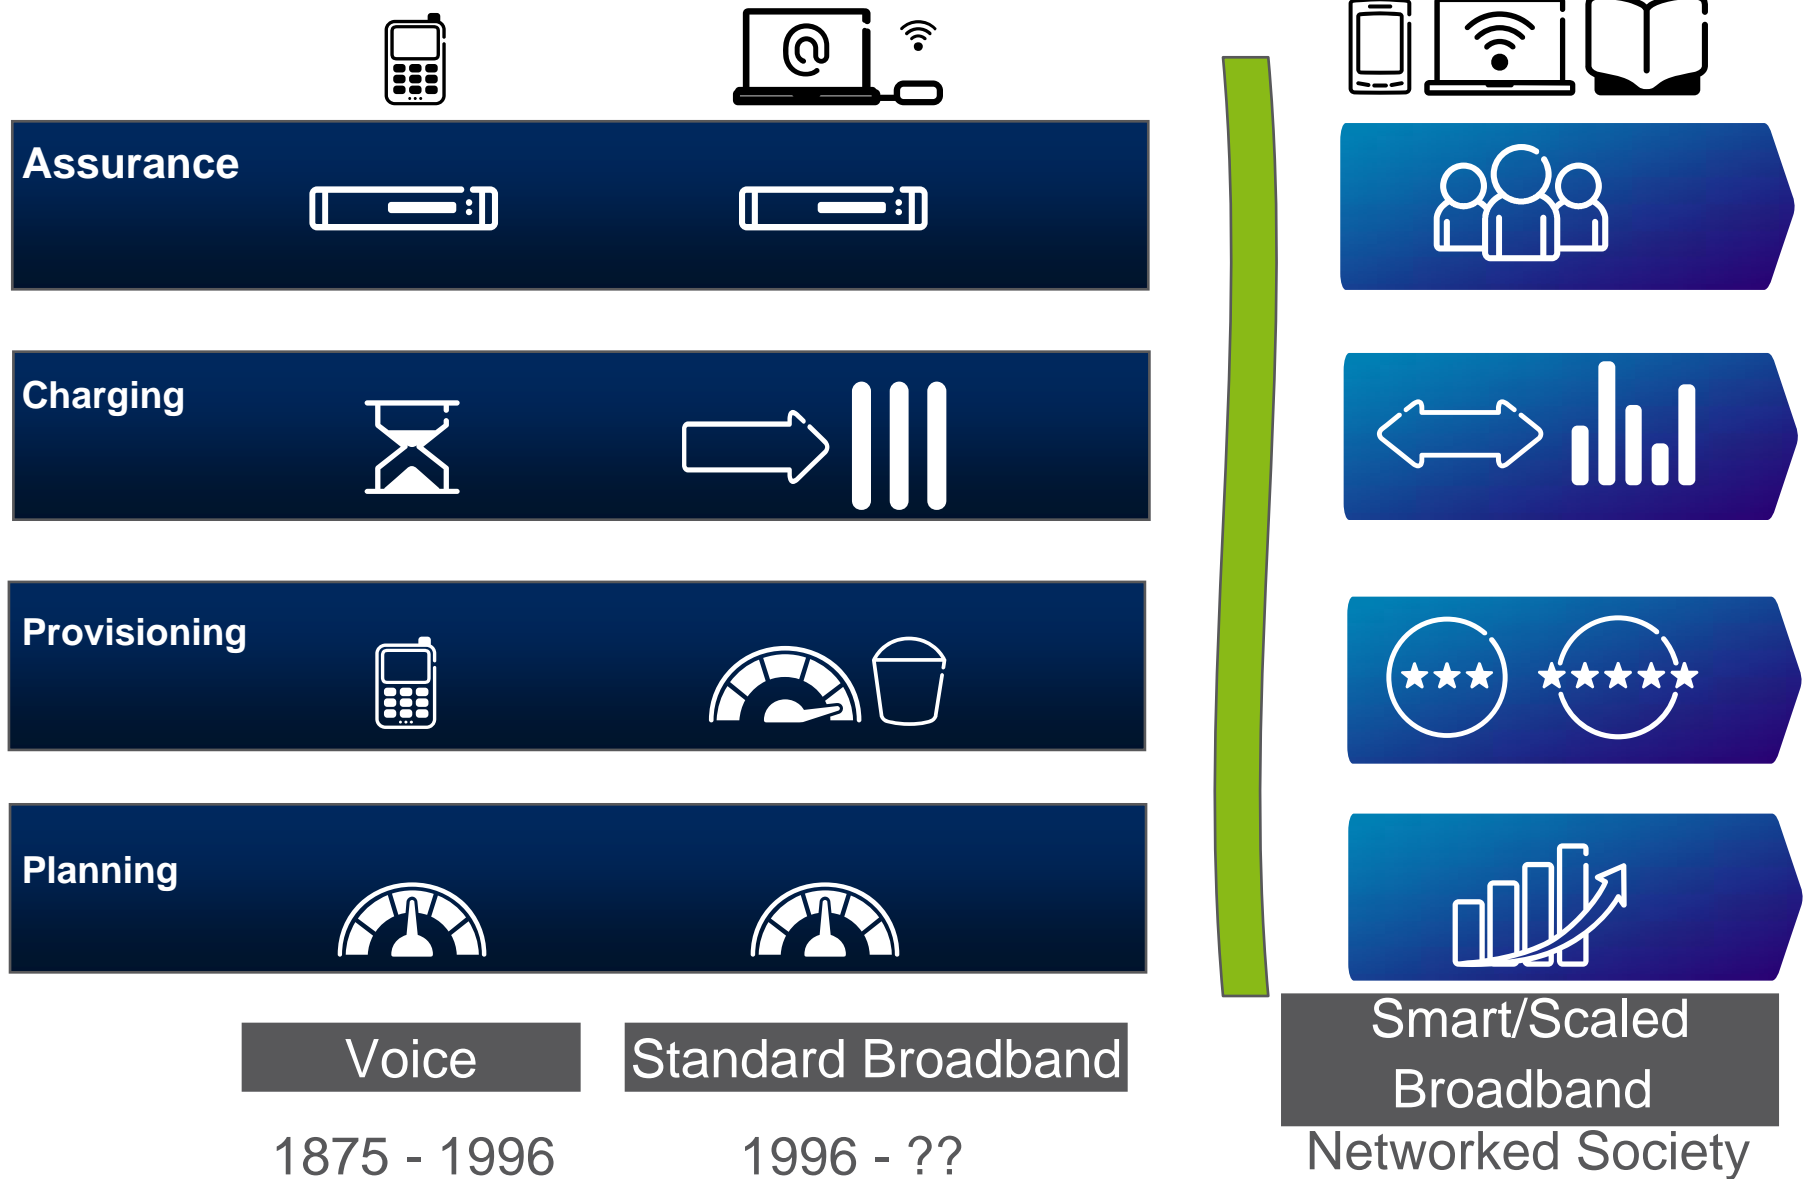 Assurance
Charging
Provisioning
Planning
Voice
Standard Broadband
Smart/Scaled
Broadband
1875 - 1996
1996 - ??
Networked Society